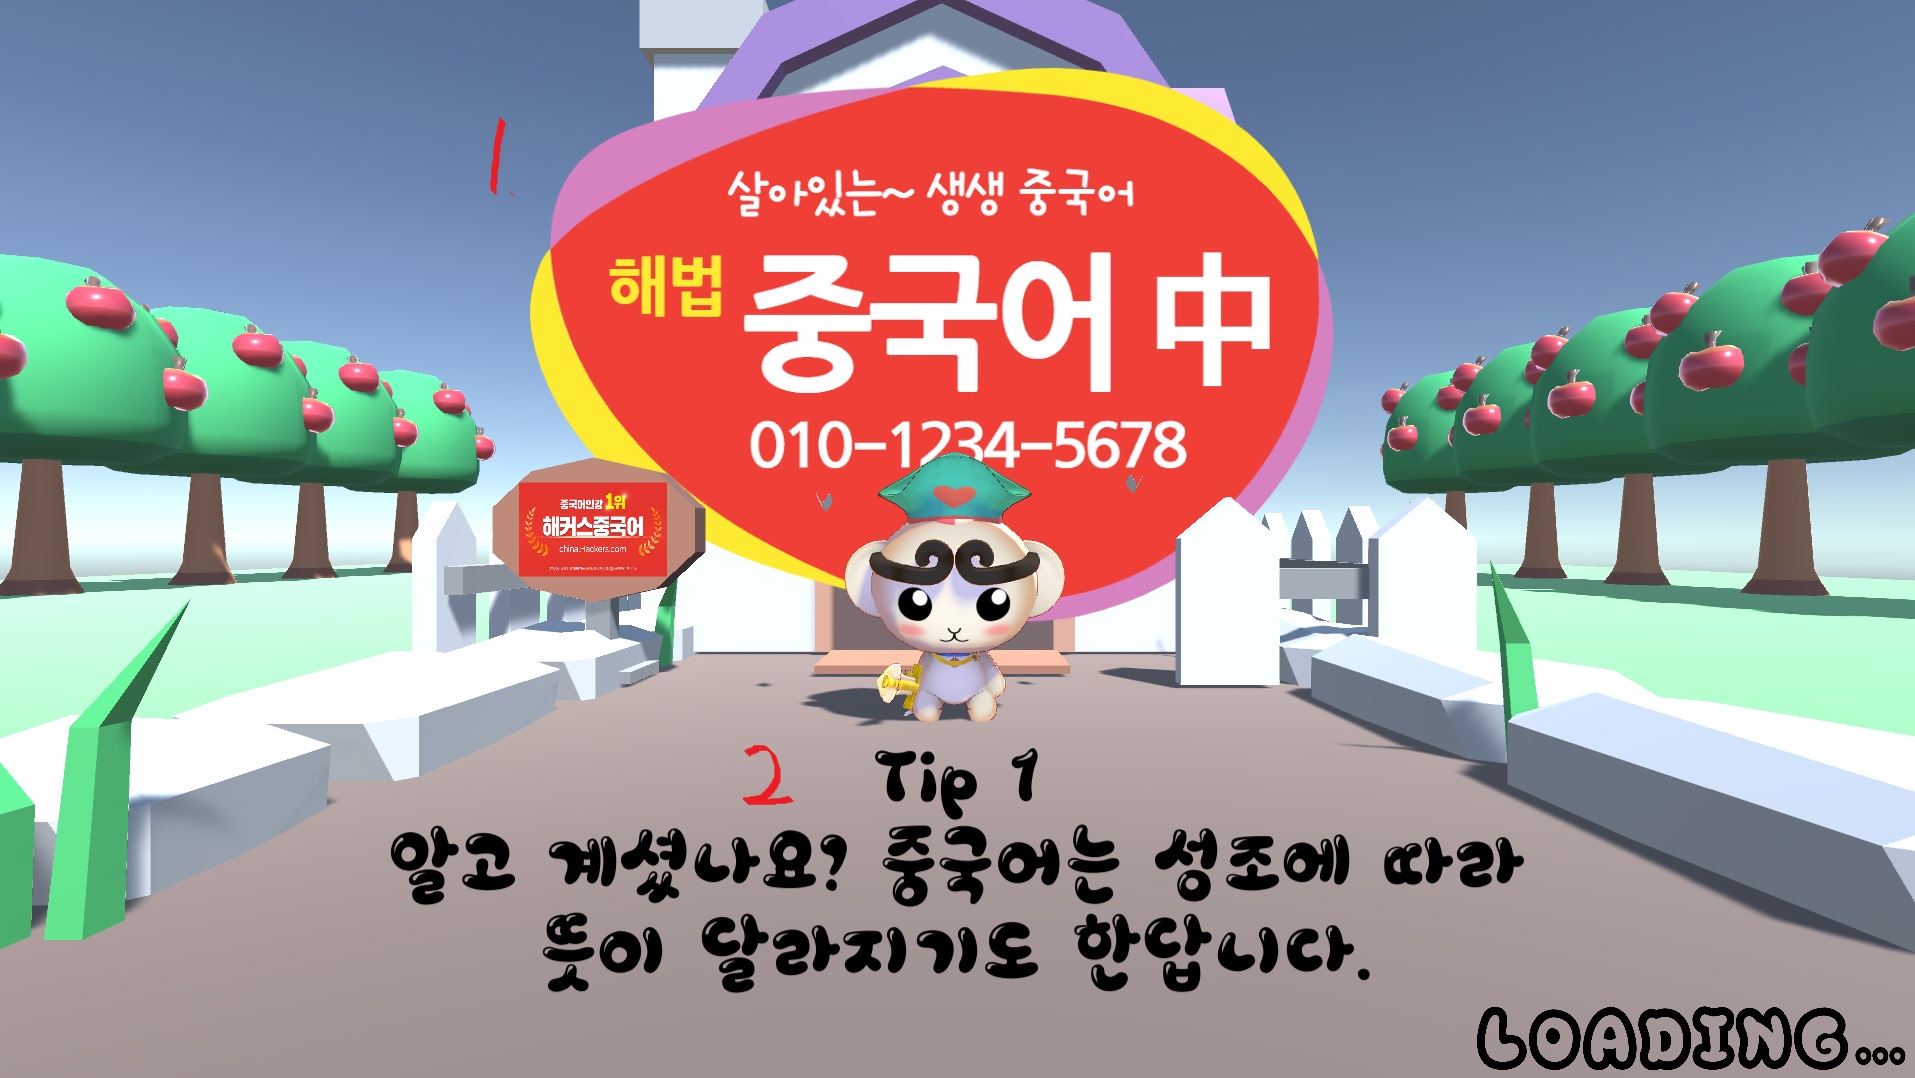 1.
살아있는~ 생생 중국어
해법 중국어 中
010-1234-5678
중국어인강 1위
해커스중국어
china.Hackers.com
2 Tip 1
알고 계셨나요? 중국어는 성조에 따라
뜻이 달라지기도 한답니다.
LOADING...